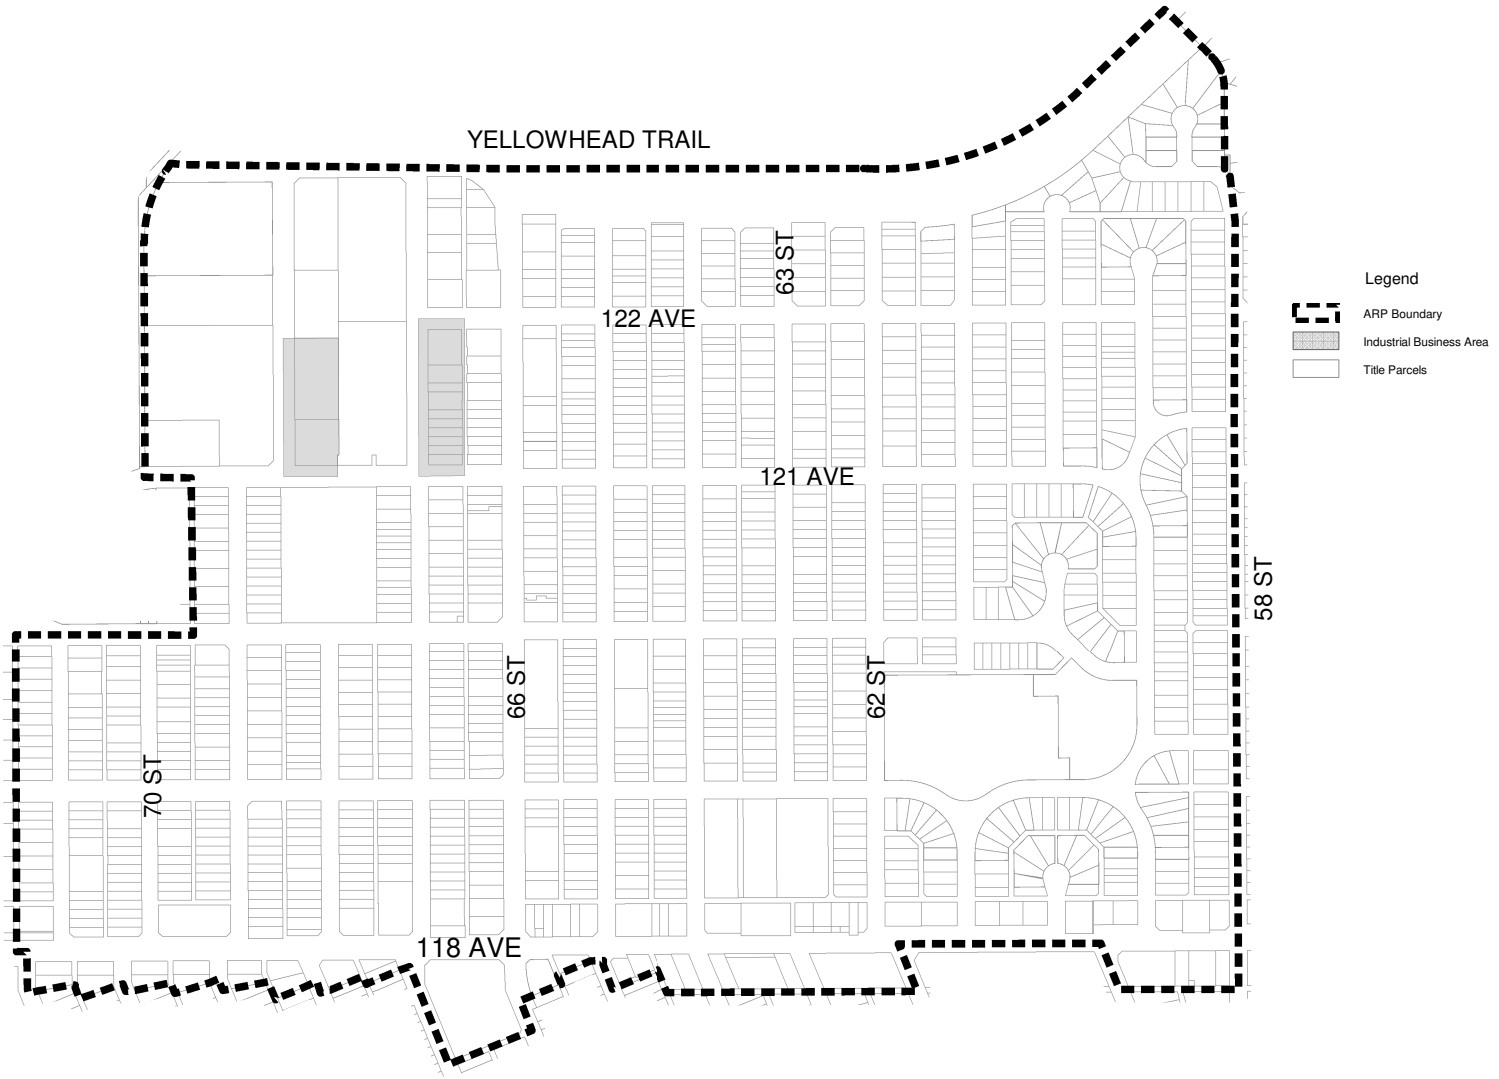 YELLOWHEAD TRAIL
63 ST
122 AVE
121 AVE
58 ST
66 ST
62 ST
70 ST
118 AVE
Legend
ARP Boundary
Industrial Business Area
Title Parcels